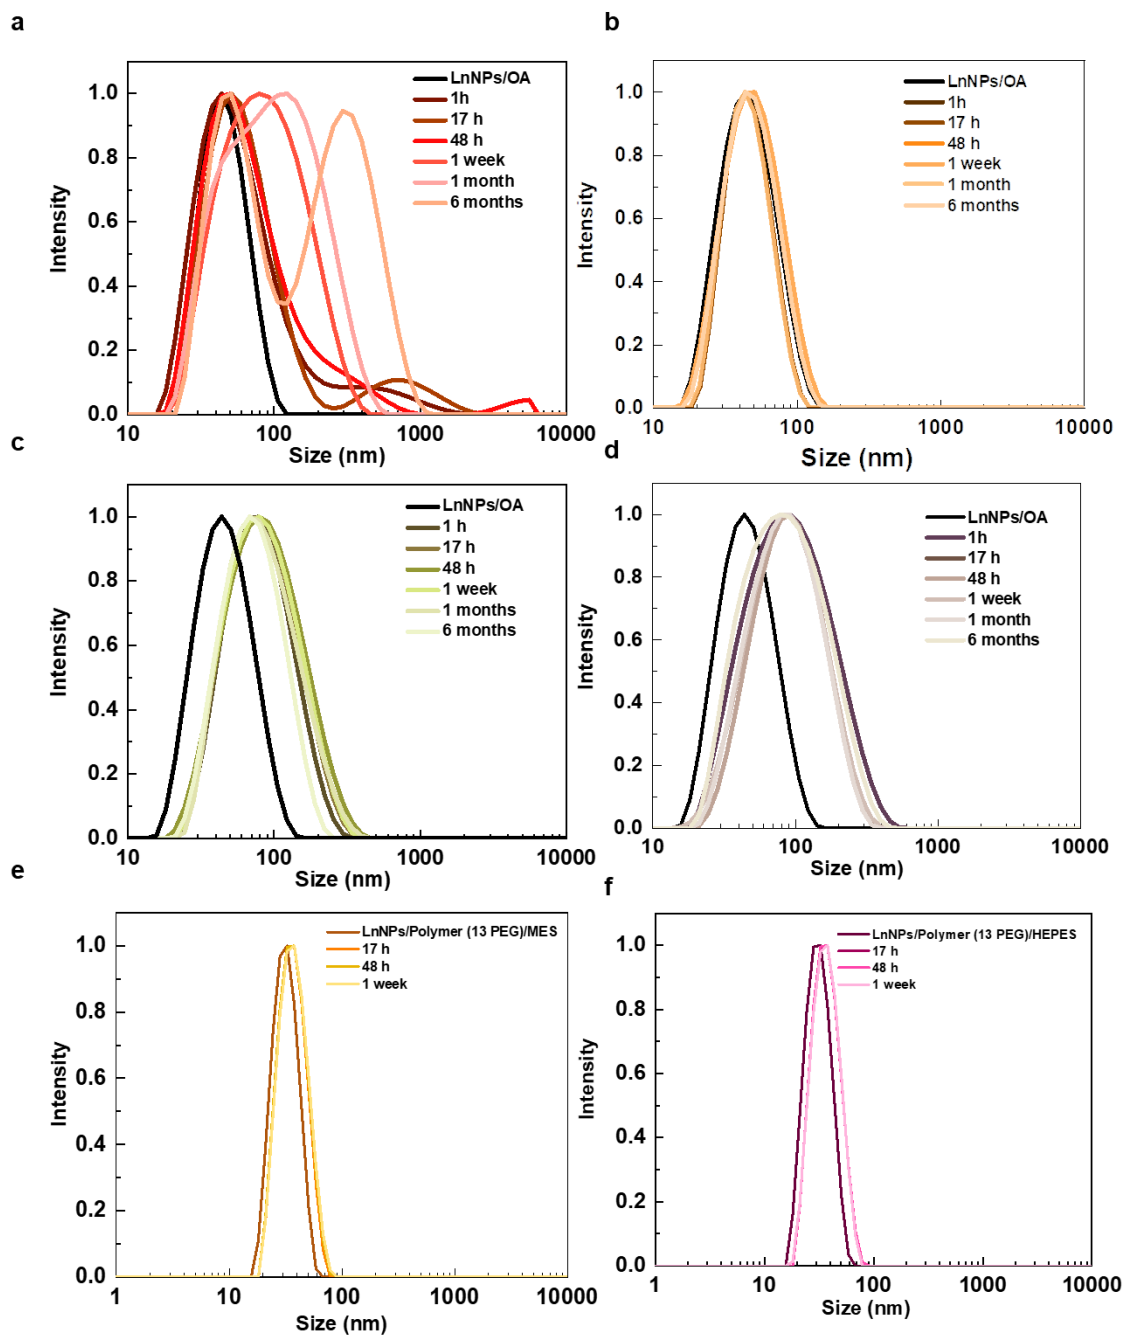 a
LnNPs/OA
1h
17 h
48 h
1 week
1 month
6 months
1.0
0.8
0.6
0.4
0.2
0.0
Intensity
10
100
1000
10000
Size (nm)
b
LnNPs/OA
1h
17 h
48 h
1 week
1 month
6 months
1.0
0.8
0.6
0.4
0.2
0.0
Intensity
10
100
1000
10000
Size (nm)
c
LnNPs/OA
1 h
17 h
48 h
1 week
1 months
6 months
1.0
0.8
0.6
0.4
0.2
0.0
Intensity
10
100
1000
10000
Size (nm)
d
LnNPs/OA
1h
17 h
48 h
1 week
1 month
6 months
1.0
0.8
0.6
0.4
0.2
0.0
Intensity
10
100
1000
10000
Size (nm)
e
LnNPs/Polymer (13 PEG)/MES
17 h
48 h
1 week
1.0
0.8
0.6
0.4
0.2
0.0
Intensity
1
10
100
1000
10000
Size (nm)
f
LnNPs/Polymer (13 PEG)/HEPES
17 h
48 h
1 week
1.0
0.8
0.6
0.4
0.2
0.0
Intensity
1
10
100
1000
10000
Size (nm)